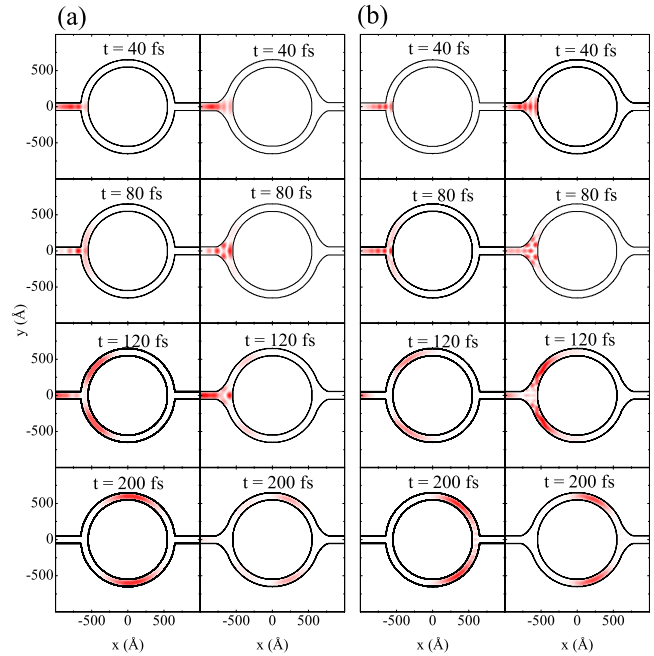 (a) (b)
t = 40 fs t = 40 fs t = 40 fs t = 40 fs
500
0
-500
t = 80 fs t = 80 fs t = 80 fs t = 80 fs
500
0
-500
y (Å)
t = 120 fs t = 120 fs t = 120 fs t = 120 fs
500
0
-500
t = 200 fs t = 200 fs t = 200 fs t = 200 fs
500
0
-500
-500 0 500 -500 0 500 -500 0 500 -500 0 500
x (Å) x (Å) x (Å) x (Å)